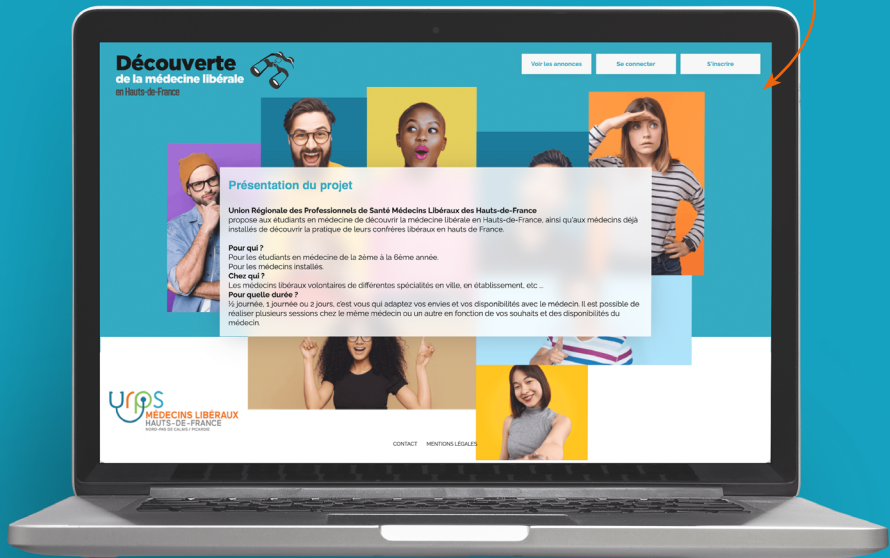 Découverte
de la médecine libérale
en Hauts-de-France
Voir les annonces
Se connecter
S'inscrire
Présentation du projet
Union Régionale des Professionnels de Santé Médecins Libéraux des Hauts-de-France
propose aux étudiants en médecine de découvrir la médecine libérale en Hauts-de-France, ainsi qu'aux médecins déjà
installés de découvrir la pratique de leurs confrères libéraux en hauts de France.
Pour qui ?
Pour les étudiants en médecine de la 2ème à la 6ème année.
Pour les médecins installés.
Chez qui ?
Les médecins libéraux volontaires de différentes spécialités en ville, en établissement, etc ...
Pour quelle durée ?
½ journée, 1 journée ou 2 jours, c'est vous qui adaptez vos envies et vos disponibilités avec le médecin. Il est possible de
réaliser plusieurs sessions chez le même médecin ou un autre en fonction de vos souhaits et des disponibilités du
médecin.
urps
MÉDECINS LIBÉRAUX
HAUTS-DE-FRANCE
NORD-PAS DE CALAIS / PICARDIE
CONTACT
MENTIONS LÉGALES